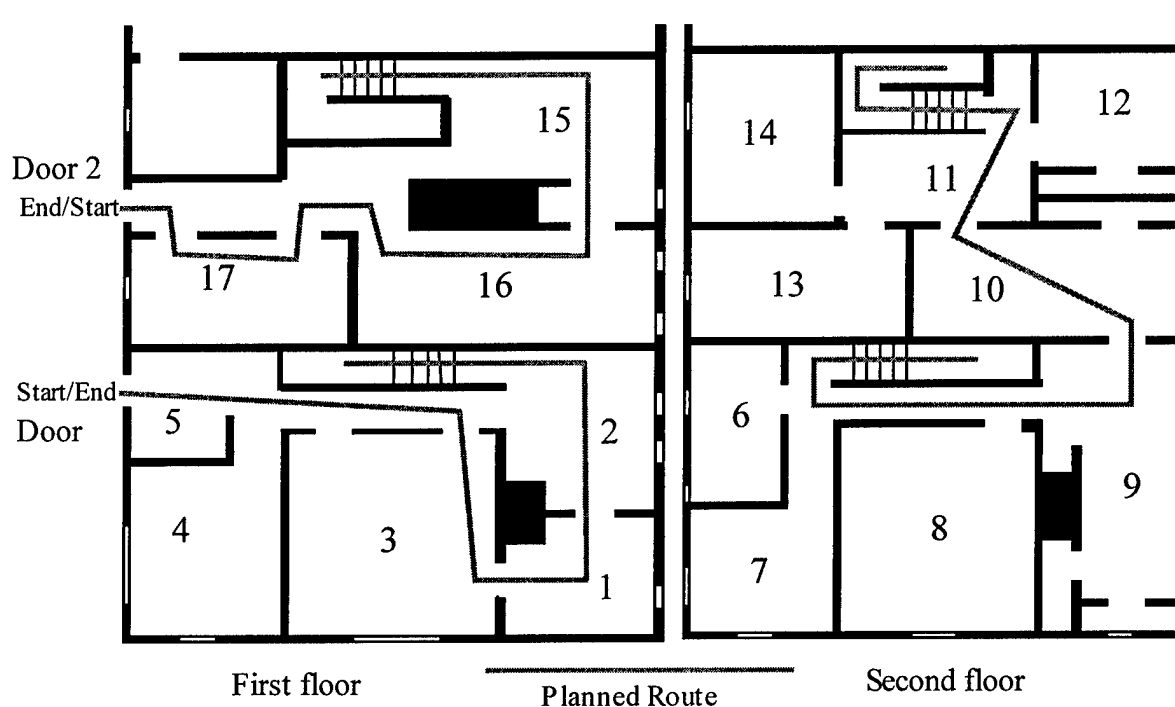 15
12
14
Door 2
11
End/Start
17
16
13
10
Start/End
Door
5
2
6
9
4
3
8
7
1
First floor
Planned Route
Second floor